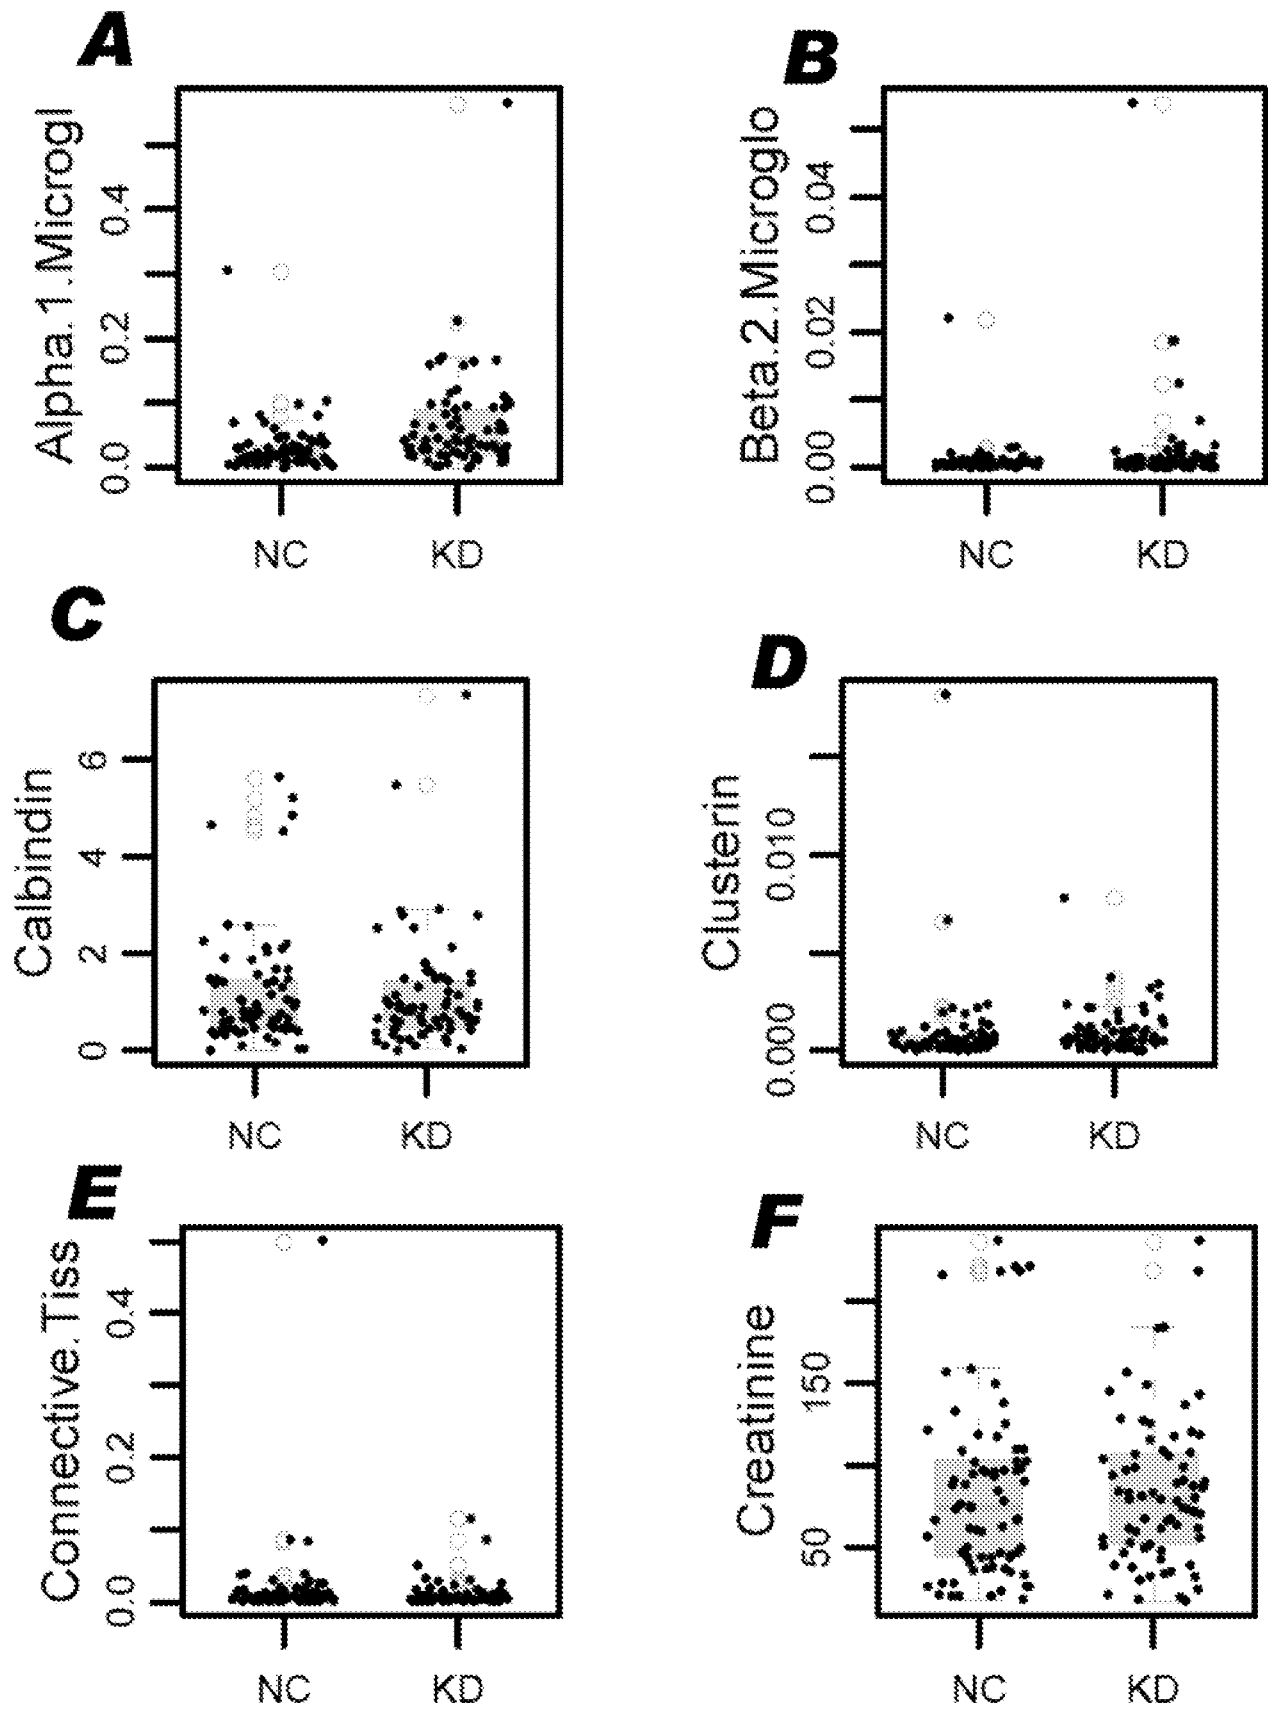 A
Alpha.1.Microgl
0.0
0.2
0.4
NC
KD
B
Beta.2.Microglo
0.00
0.02
0.04
NC
KD
C
Calbindin
0
2
4
6
NC
KD
D
Clusterin
0.000
0.010
NC
KD
E
Connective.Tiss
0.0
0.2
0.4
NC
KD
F
Creatinine
50
150
NC
KD